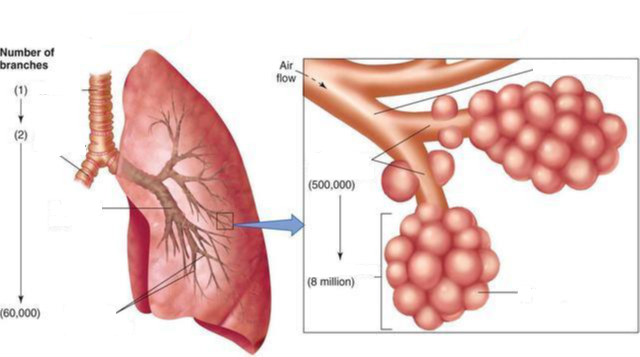 Number of
branches
(1)
(2)
(60,000)
Air
flow
(500,000)
(8 million)